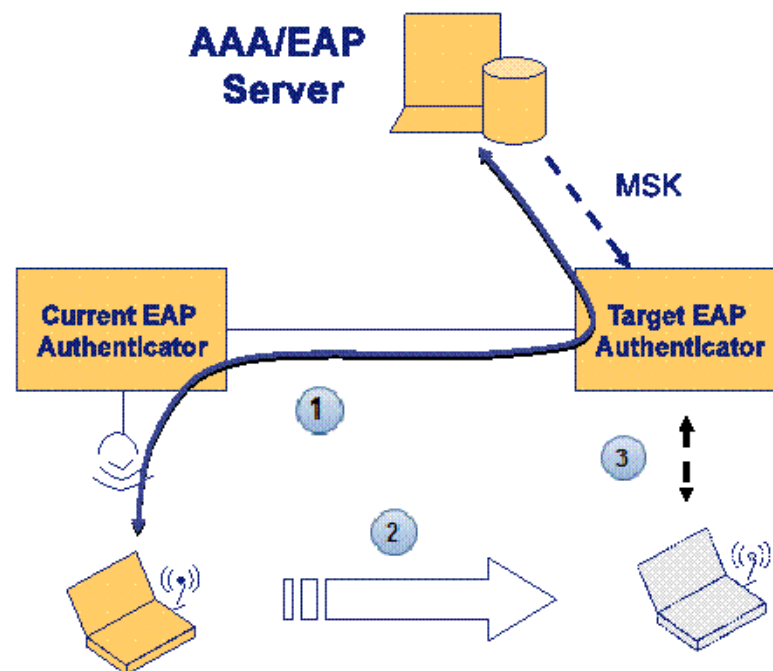 AAA/EAP
Server
MSK
Current EAP
Authenticator
Target EAP
Authenticator
1
3
2